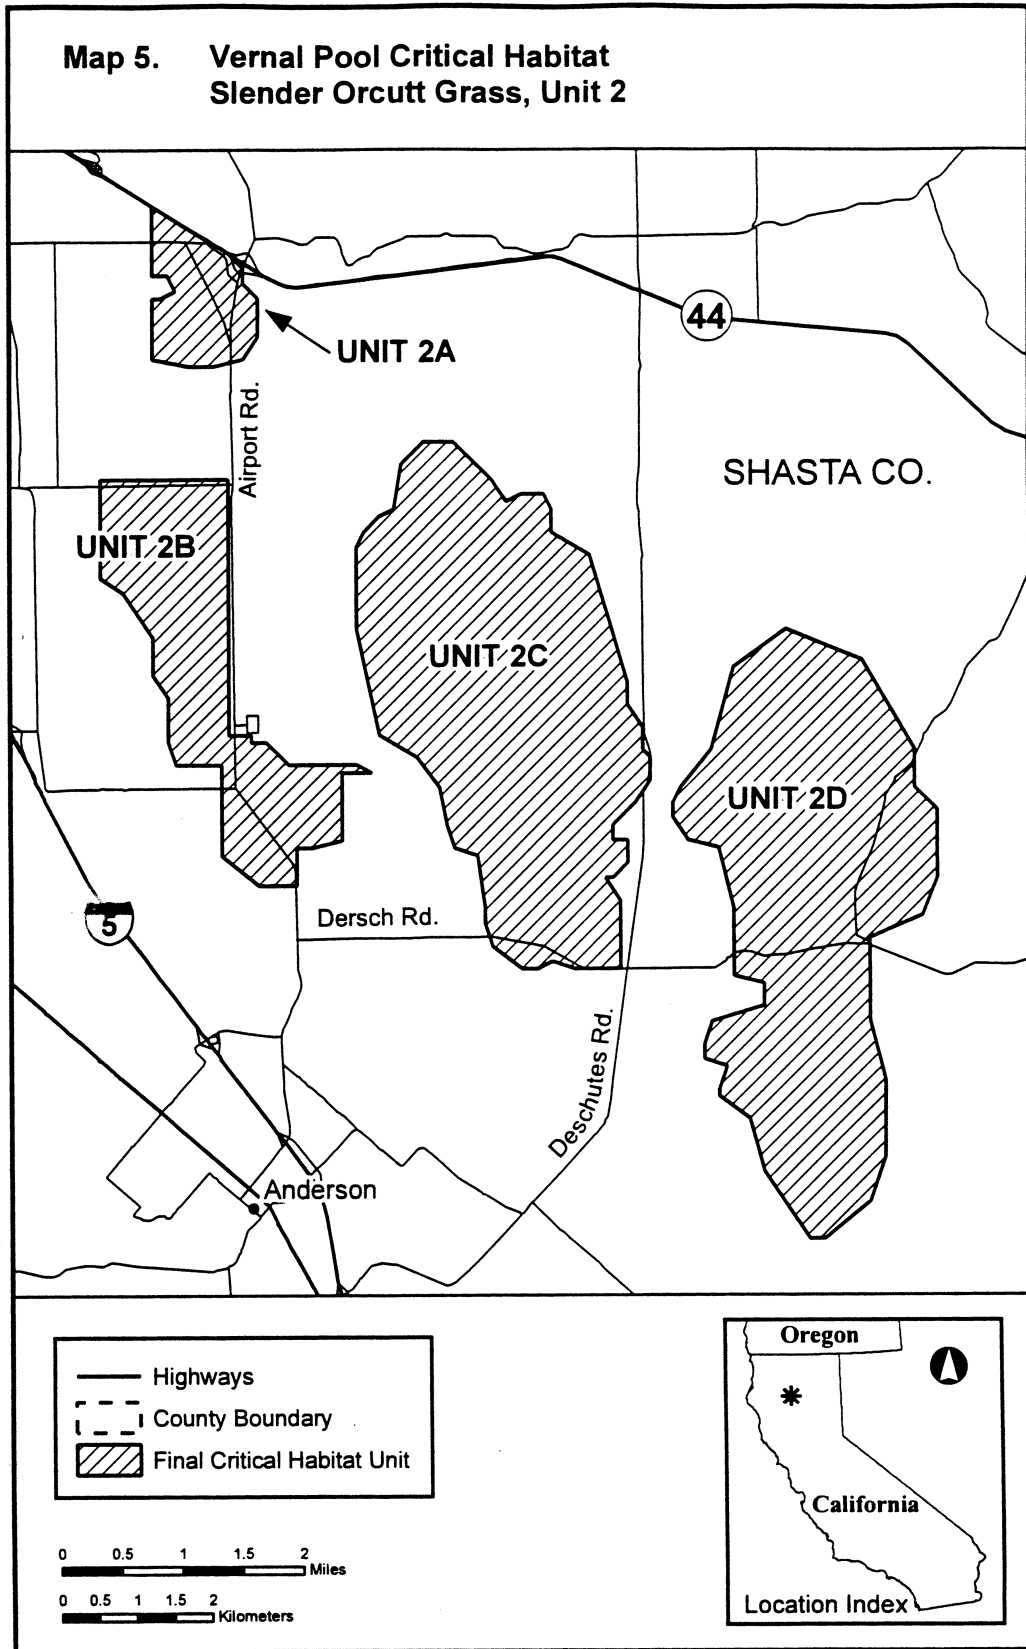 Map 5. Vernal Pool Critical Habitat
Slender Orcutt Grass, Unit 2
44
UNIT 2A
Airport Rd.
SHASTA CO.
UNIT 2B
UNIT 2C
UNIT 2D
5
Dersch Rd.
Deschutes Rd.
Anderson
Highways
County Boundary
Final Critical Habitat Unit
0 0.5 1 1.5 2
Miles
0 0.5 1 1.5 2
Kilometers
Oregon
California
Location Index